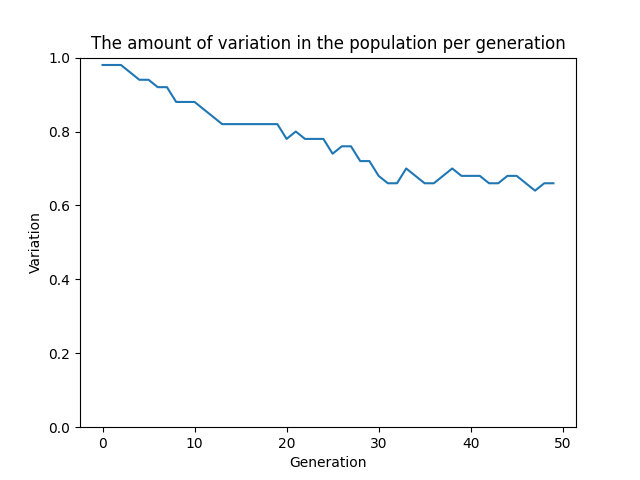 The amount of variation in the population per generation
1.0
0.8
0.6
0.4
0.2
0.0
Variation
0 10 20 30 40 50
Generation